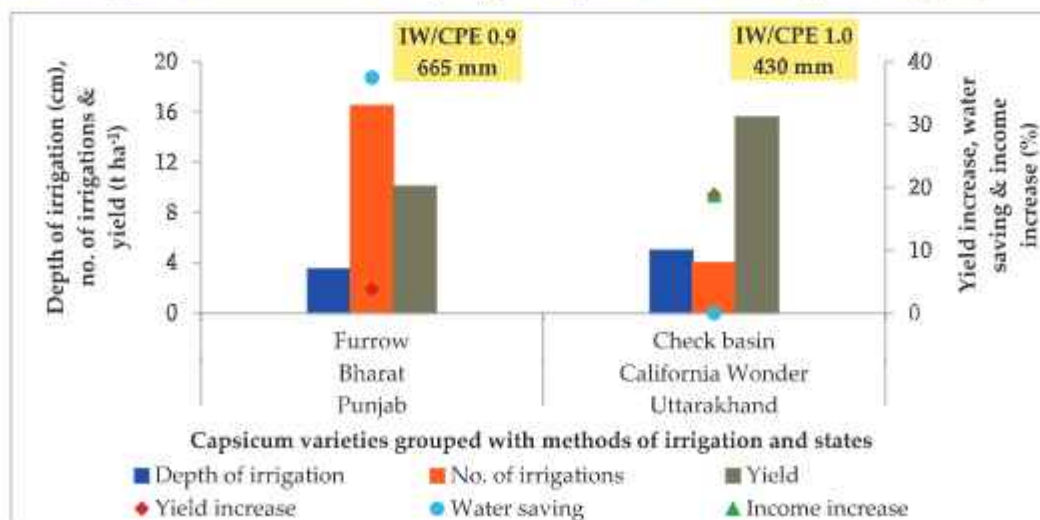 IW/CPE 0.9
665 mm
IW/CPE 1.0
430 mm
Depth of irrigation (cm),
no. of irrigations &
yield (t ha⁻¹)
20
16
12
8
4
0
40
30
20
10
0
Yield increase, water
saving & income
increase (%)
Furrow
Check basin
Bharat
California Wonder
Punjab
Uttarakhand
Capsicum varieties grouped with methods of irrigation and states
Depth of irrigation
No. of irrigations
Yield
Yield increase
Water saving
Income increase